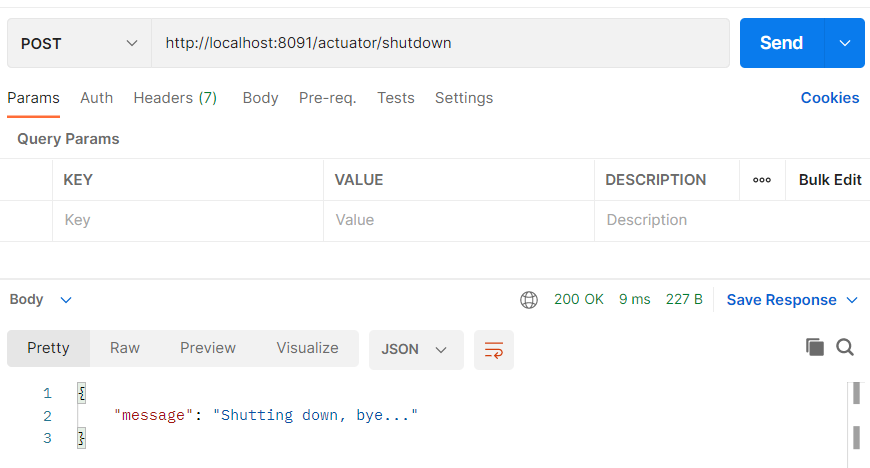 POST http://localhost:8091/actuator/shutdown Send
Params Auth Headers (7) Body Pre-req. Tests Settings Cookies
Query Params
KEY VALUE DESCRIPTION ooo Bulk Edit
Key Value Description
Body 200 OK 9 ms 227 B Save Response
Pretty Raw Preview Visualize JSON
1 {
2 "message": "Shutting down, bye..."
3 }